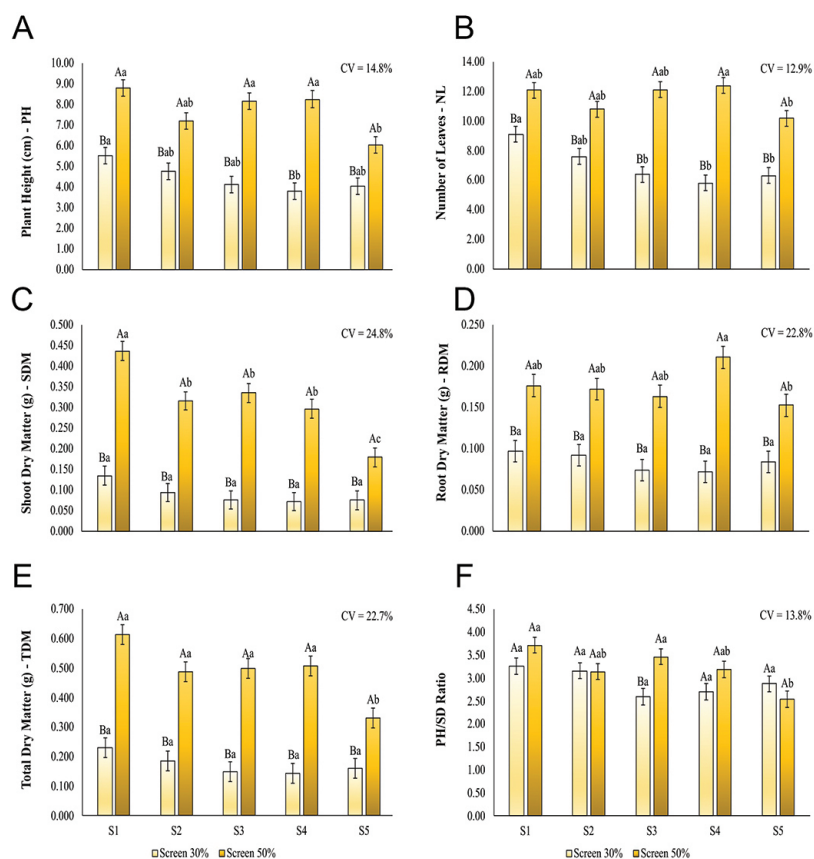 A
Plant Height (cm) - PH
10.00
9.00
8.00
7.00
6.00
5.00
4.00
3.00
2.00
1.00
0.00
CV = 14.8%
Ba Aa Bab Aab Bab Aa Bb Aa Bab Ab
B
Number of Leaves - NL
14.00
12.00
10.00
8.00
6.00
4.00
2.00
0.00
CV = 12.9%
Ba Aab Bab Aab Bb Aab Bb Aa Bb Ab
C
Shoot Dry Matter (g) - SDM
0.500
0.450
0.400
0.350
0.300
0.250
0.200
0.150
0.100
0.050
0.000
CV = 24.8%
Ba Aa Ba Ab Ba Ab Ba Ab Ba Ac
D
Root Dry Matter (g) - RDM
0.250
0.200
0.150
0.100
0.050
0.000
CV = 22.8%
Ba Aab Ba Aab Ba Aab Ba Aa Ba Ab
E
Total Dry Matter (g) - TDM
0.700
0.600
0.500
0.400
0.300
0.200
0.100
0.000
CV = 22.7%
Ba Aa Ba Aa Ba Aa Ba Aa Ba Ba
S1 S2 S3 S4 S5
Screen 30% Screen 50%
F
PH/SD Ratio
4.50
4.00
3.50
3.00
2.50
2.00
1.50
1.00
0.50
0.00
CV = 13.8%
Aa Aa Aa Aab Ba Aa Aa Aab Aa Ab
S1 S2 S3 S4 S5
Screen 30% Screen 50%